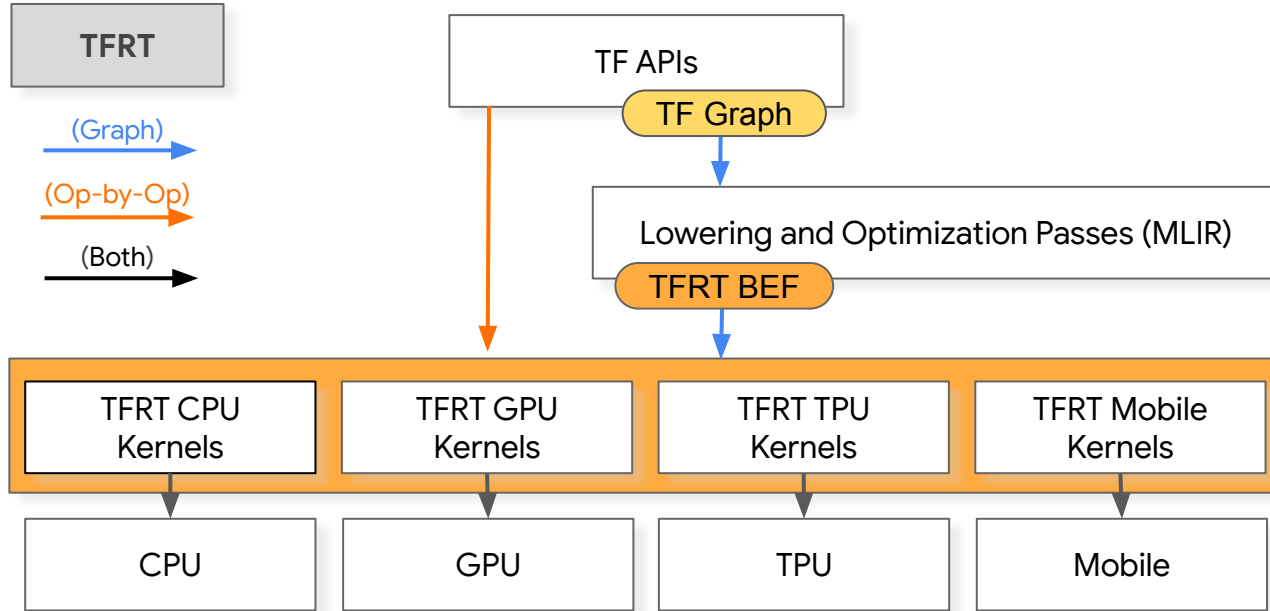 TFRT
TF APIs
TF Graph
(Graph)
(Op-by-Op)
(Both)
Lowering and Optimization Passes (MLIR)
TFRT BEF
TFRT CPU
Kernels
TFRT GPU
Kernels
TFRT TPU
Kernels
TFRT Mobile
Kernels
CPU
GPU
TPU
Mobile